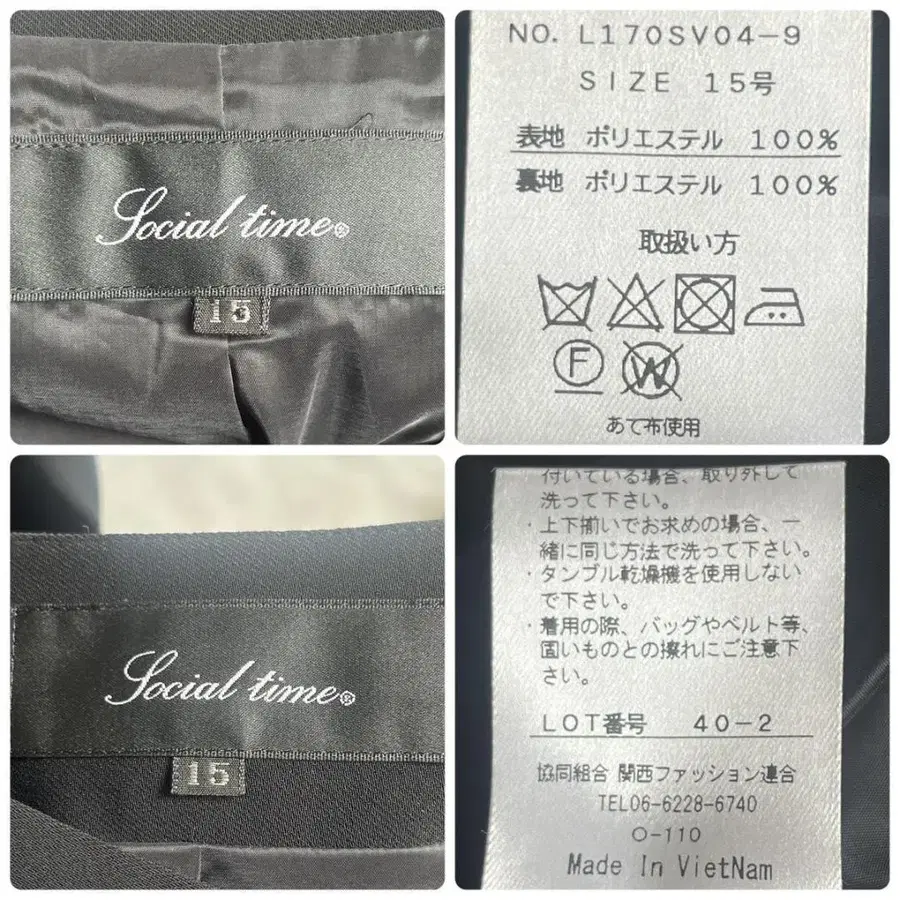 Social time®
15
NO. L170SV04-9
SIZE 15号
表地 ポリエステル 100%
裏地 ポリエステル 100%
取扱い方
F
W
あて布使用
Social time®
15
付いている場合、取り外して
洗って下さい。
・上下揃いでお求めの場合、一
緒に同じ方法で洗って下さい。
・タンブル乾燥機を使用しない
で下さい。
・着用の際、バッグやベルト等、
固いものとの擦れにご注意下
さい。
LOT番号 40-2
協同組合 関西ファッション連合
TEL06-6228-6740
O-110
Made In VietNam